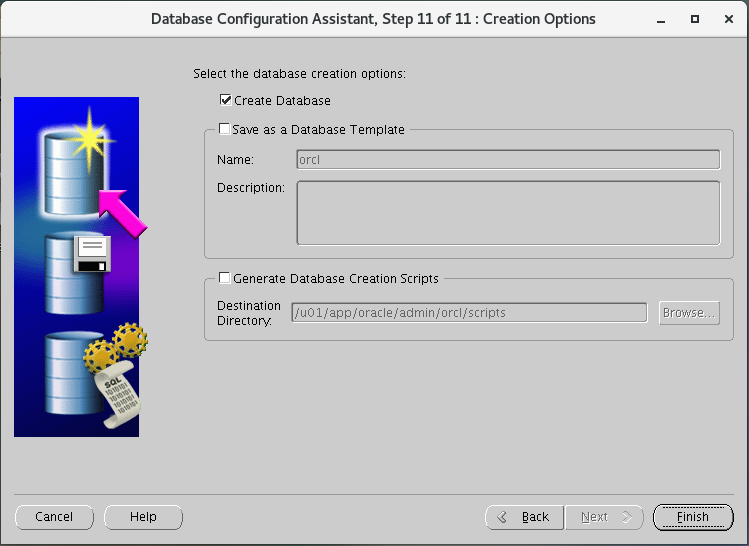 Database Configuration Assistant, Step 11 of 11 : Creation Options
Select the database creation options:
Create Database
Save as a Database Template
Name: orcl
Description:
Generate Database Creation Scripts
Destination
Directory: /u01/app/oracle/admin/orcl/scripts Browse...
SQL
Cancel Help Back Next Finish